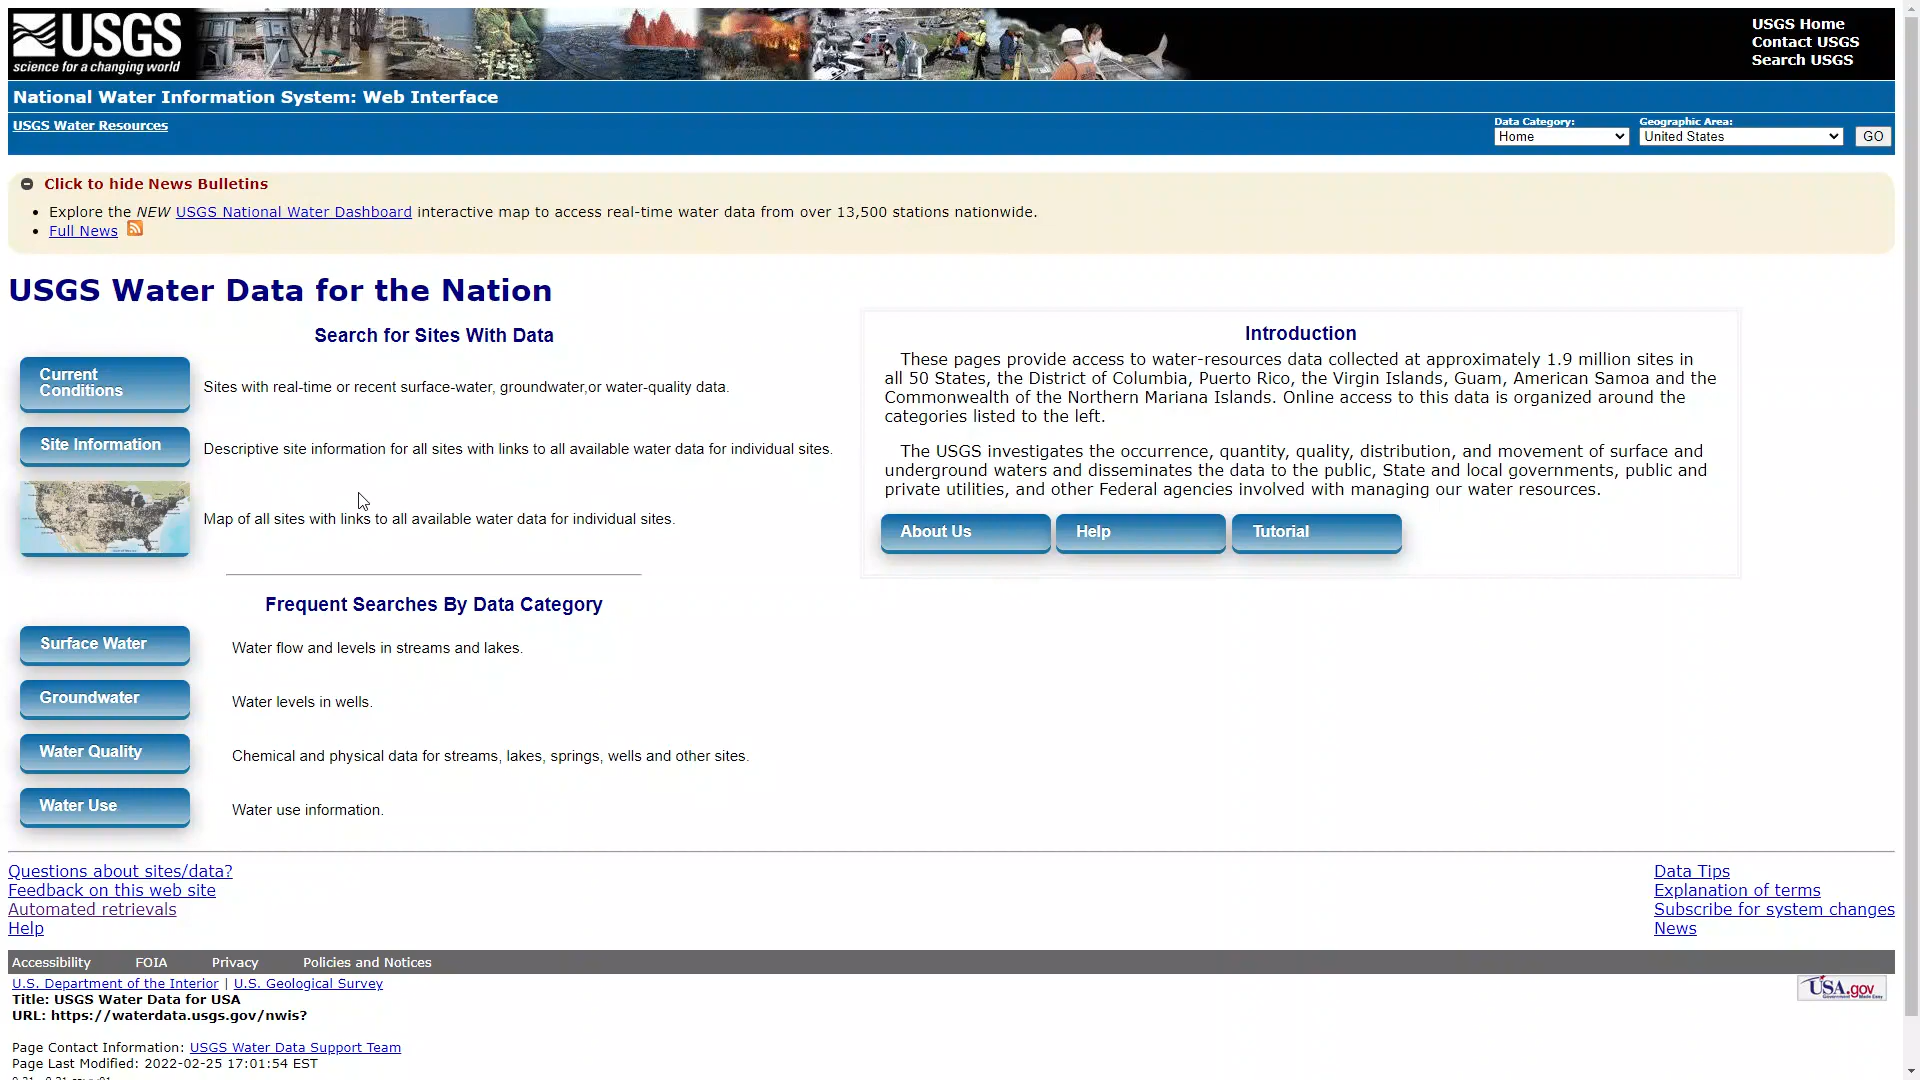 USGS
science for a changing world
USGS Home
Contact USGS
Search USGS
National Water Information System: Web Interface
USGS Water Resources
Data Category:
Geographic Area:
Home
United States
GO
Click to hide News Bulletins
Explore the NEW USGS National Water Dashboard interactive map to access real-time water data from over 13,500 stations nationwide.
Full News
USGS Water Data for the Nation
Search for Sites With Data
Current
Conditions
Sites with real-time or recent surface-water, groundwater,or water-quality data.
Site Information
Descriptive site information for all sites with links to all available water data for individual sites.
Map of all sites with links to all available water data for individual sites.
Introduction
These pages provide access to water-resources data collected at approximately 1.9 million sites in
all 50 States, the District of Columbia, Puerto Rico, the Virgin Islands, Guam, American Samoa and the
Commonwealth of the Northern Mariana Islands. Online access to this data is organized around the
categories listed to the left.
The USGS investigates the occurrence, quantity, quality, distribution, and movement of surface and
underground waters and disseminates the data to the public, State and local governments, public and
private utilities, and other Federal agencies involved with managing our water resources.
About Us
Help
Tutorial
Frequent Searches By Data Category
Surface Water
Water flow and levels in streams and lakes.
Groundwater
Water levels in wells.
Water Quality
Chemical and physical data for streams, lakes, springs, wells and other sites.
Water Use
Water use information.
Questions about sites/data?
Feedback on this web site
Automated retrievals
Help
Data Tips
Explanation of terms
Subscribe for system changes
News
Accessibility
FOIA
Privacy
Policies and Notices
U.S. Department of the Interior | U.S. Geological Survey
Title: USGS Water Data for USA
URL: https://waterdata.usgs.gov/nwis?
USA.gov
Page Contact Information: USGS Water Data Support Team
Page Last Modified: 2022-02-25 17:01:54 EST